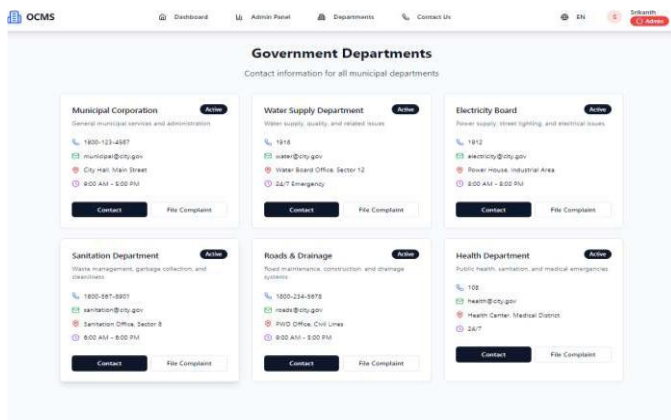 OCMS
Dashboard
Admin Panel
Departments
Contact Us
EN
S
Srikanth
Admin
Government Departments
Contact information for all municipal departments
Municipal Corporation
Active
General municipal services and administration
1800-123-4567
municipal@city.gov
City Hall, Main Street
9:00 AM - 5:00 PM
Contact
File Complaint
Water Supply Department
Active
Water supply, quality, and related issues
1916
water@city.gov
Water Board Office, Sector 12
24/7 Emergency
Contact
File Complaint
Electricity Board
Active
Power supply, street lighting, and electrical issues
1912
electricity@city.gov
Power House, Industrial Area
Contact
File Complaint
Sanitation Department
Active
Waste management, garbage collection, and
cleanliness
1800-567-8901
sanitation@city.gov
Sanitation Office, Sector 8
6:00 AM - 6:00 PM
Contact
File Complaint
Roads & Drainage
Active
Road maintenance, construction, and drainage
systems
1800-234-5678
roads@city.gov
PWD Office, Civil Lines
9:00 AM - 5:00 PM
Contact
File Complaint
Health Department
Active
Public health, sanitation, and medical emergencies
108
health@city.gov
Health Center, Medical District
24/7
Contact
File Complaint